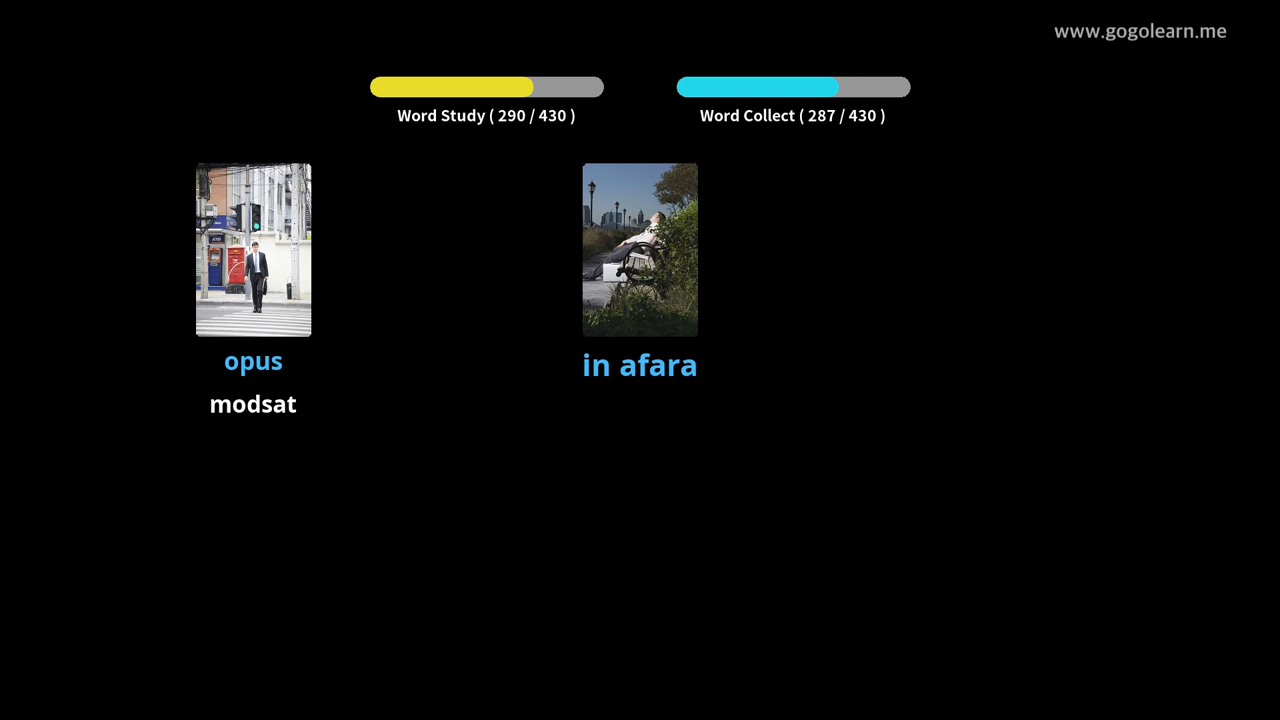 www.gogolearn.me
Word Study ( 290 / 430 )
Word Collect ( 287 / 430 )
opus
in afara
modsat